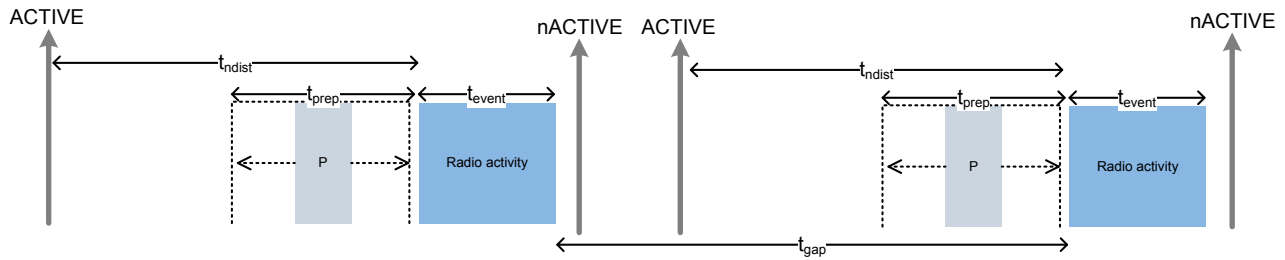 ACTIVE
nACTIVE
ACTIVE
nACTIVE
tndist
tndist
tprep
tevent
tprep
tevent
P
Radio activity
P
Radio activity
tgap